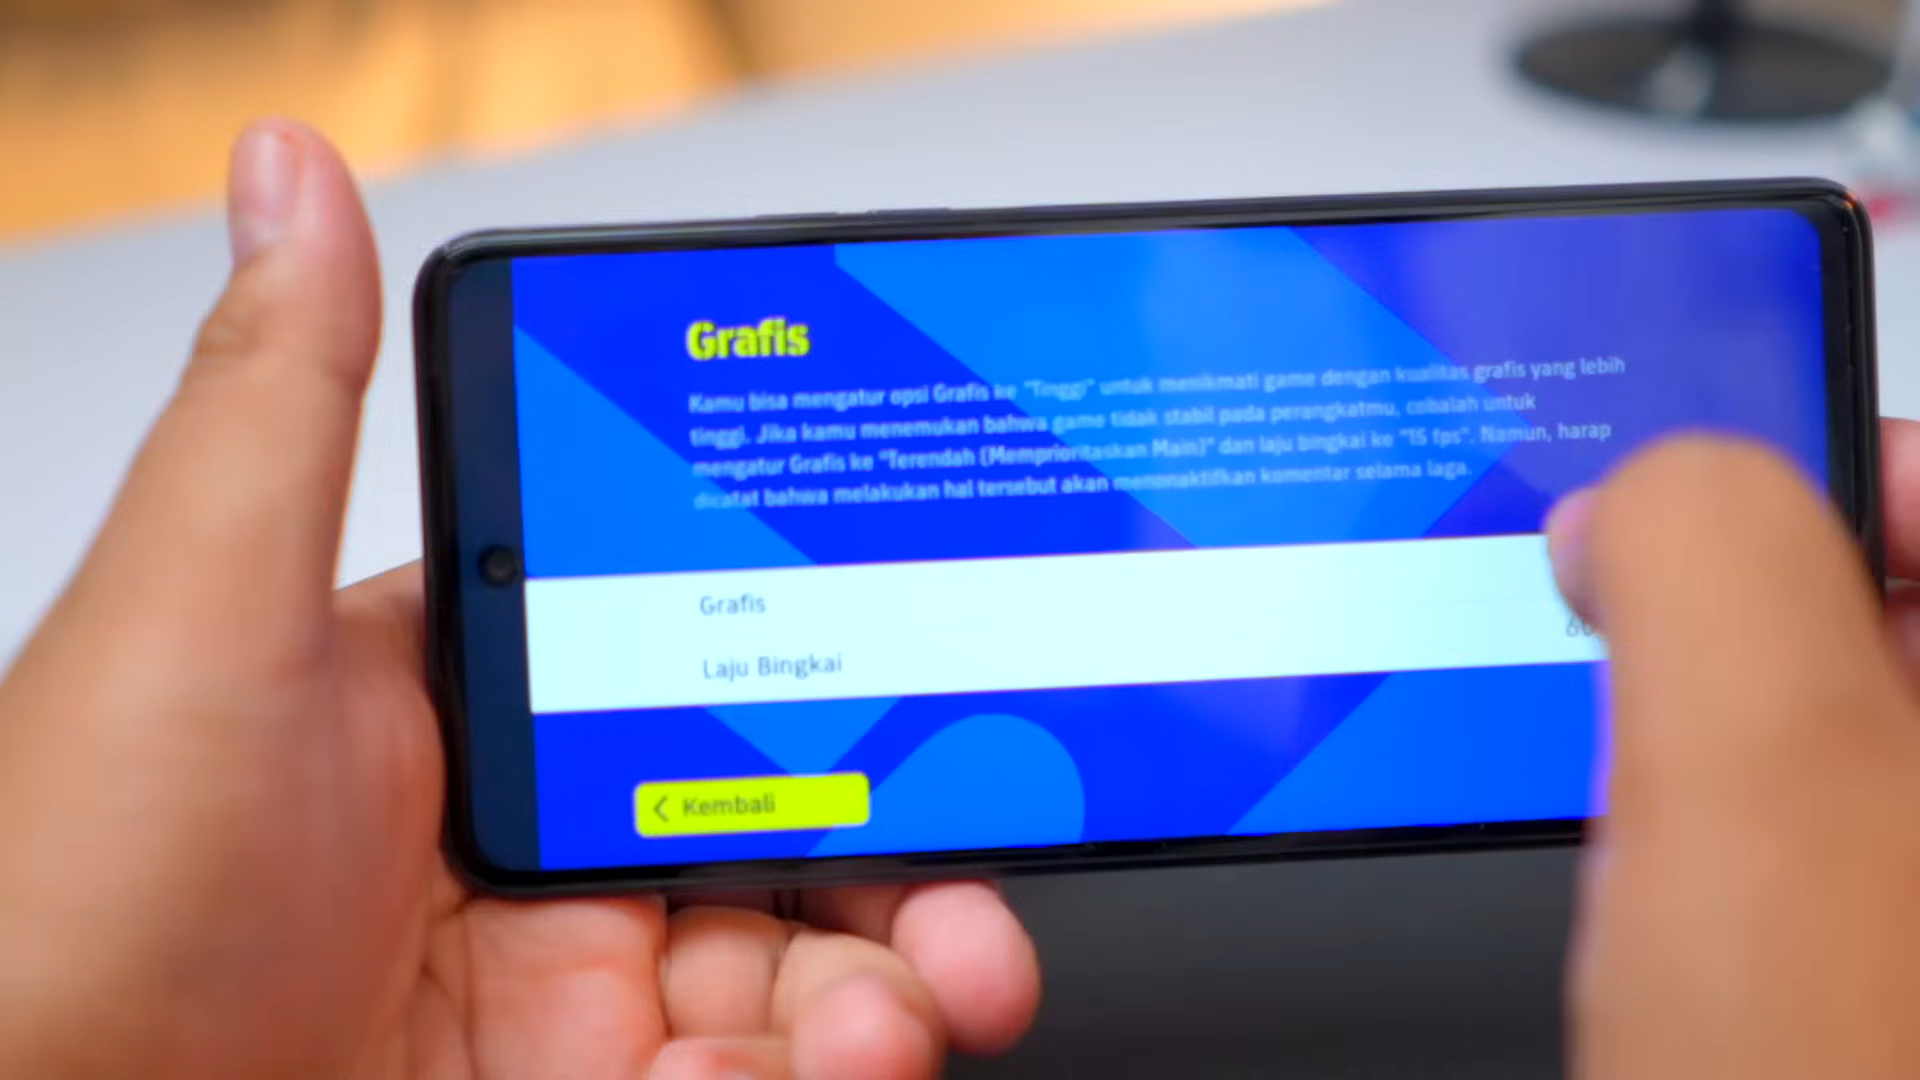 Grafis
Kamu bisa mengatur opsi Grafis ke "Tinggi" untuk menikmati game dengan kualitas grafis yang lebih
tinggi. Jika kamu menemukan bahwa game tidak stabil pada perangkatmu, cobalah untuk
mengatur Grafis ke "Terendah (Memprioritaskan Main)" dan laju bingkai ke "15 fps". Namun, harap
dicatat bahwa melakukan hal tersebut akan menonaktifkan komentar selama laga.
Grafis
Laju Bingkai
Kembali